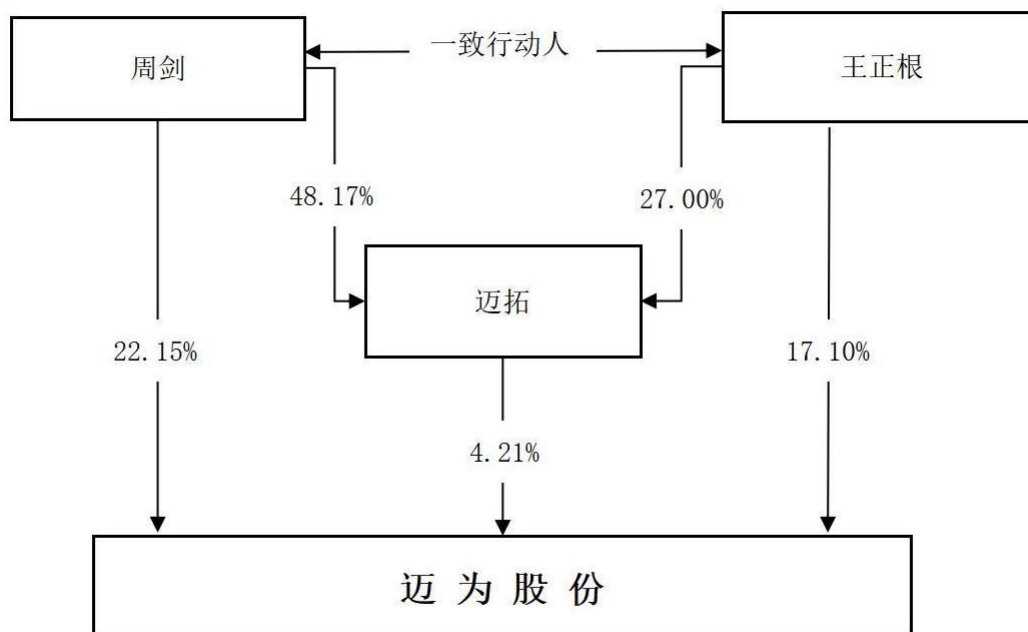 一致行动人
周剑
王正根
48.17%
27.00%
迈拓
22.15%
17.10%
4.21%
迈为股份